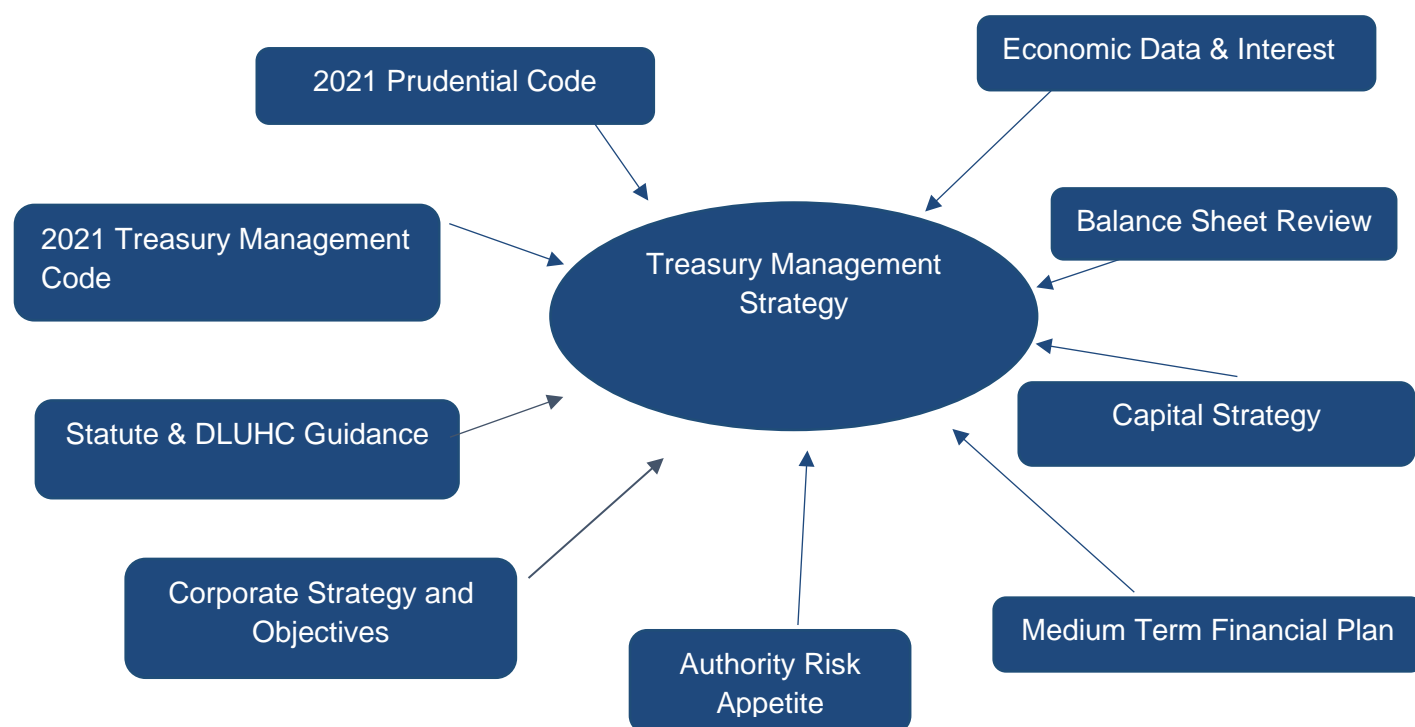 2021 Prudential Code
Economic Data & Interest
2021 Treasury Management
Code
Balance Sheet Review
Treasury Management
Strategy
Statute & DLUHC Guidance
Capital Strategy
Corporate Strategy and
Objectives
Authority Risk
Appetite
Medium Term Financial Plan